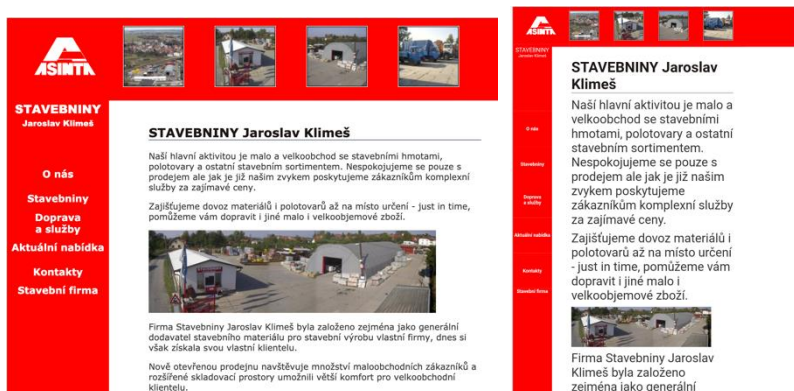 ASINTA
STAVEBNINY
Jaroslav Klimeš
O nás
Stavebniny
Doprava
a služby
Aktuální nabídka
Kontakty
Stavební firma
STAVEBNINY Jaroslav Klimeš
Naší hlavní aktivitou je malo a velkoobchod se stavebními hmotami,
polotovary a ostatní stavebním sortimentem. Nespokojujeme se pouze s
prodejem ale jak je již našim zvykem poskytujeme zákazníkům komplexní
služby za zajímavé ceny.
Zajišťujeme dovoz materiálů i polotovarů až na místo určení - just in time,
pomůžeme vám dopravit i jiné malo i velkoobjemové zboží.
Firma Stavebniny Jaroslav Klimeš byla založeno zejména jako generální
dodavatel stavebního materiálu pro stavební výrobu vlastní firmy, dnes si
však získala svou vlastní klientelu.
Nově otevřenou prodejnu navštěvuje množství maloobchodních zákazníků a
rozšířené skladovací prostory umožnili větší komfort pro velkoobchodní
klientelu.
ASINTA
STAVEBNINY
Jaroslav Klimeš
O nás
Stavebniny
Doprava
a služby
Aktuální nabídka
Kontakty
Stavební firma
STAVEBNINY Jaroslav
Klimeš
Naší hlavní aktivitou je malo a
velkoobchod se stavebními
hmotami, polotovary a ostatní
stavebním sortimentem.
Nespokojujeme se pouze s
prodejem ale jak je již našim
zvykem poskytujeme
zákazníkům komplexní služby
za zajímavé ceny.
Zajišťujeme dovoz materiálů i
polotovarů až na místo určení
- just in time, pomůžeme vám
dopravit i jiné malo i
velkoobjemové zboží.
Firma Stavebniny Jaroslav
Klimeš byla založeno
zejména jako generální